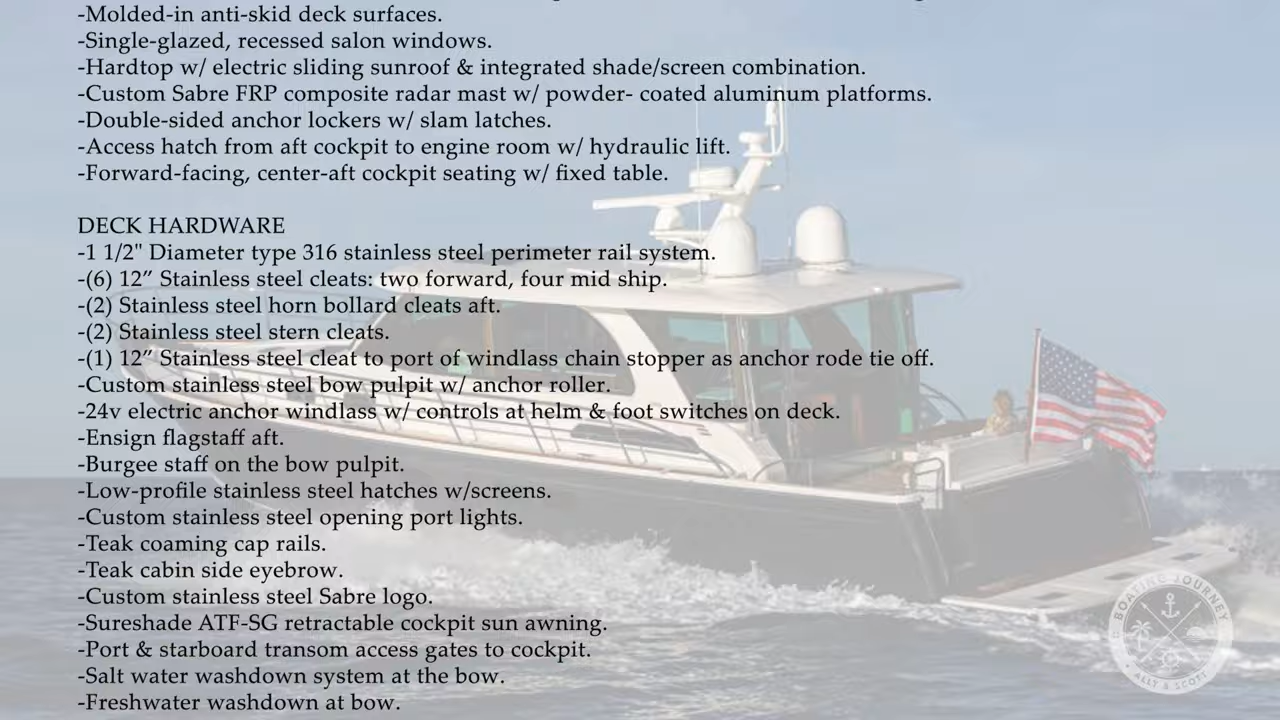 -Molded-in anti-skid deck surfaces.
-Single-glazed, recessed salon windows.
-Hardtop w/ electric sliding sunroof & integrated shade/screen combination.
-Custom Sabre FRP composite radar mast w/ powder- coated aluminum platforms.
-Double-sided anchor lockers w/ slam latches.
-Access hatch from aft cockpit to engine room w/ hydraulic lift.
-Forward-facing, center-aft cockpit seating w/ fixed table.
DECK HARDWARE
-1 1/2" Diameter type 316 stainless steel perimeter rail system.
-(6) 12” Stainless steel cleats: two forward, four mid ship.
-(2) Stainless steel horn bollard cleats aft.
-(2) Stainless steel stern cleats.
-(1) 12” Stainless steel cleat to port of windlass chain stopper as anchor rode tie off.
-Custom stainless steel bow pulpit w/ anchor roller.
-24v electric anchor windlass w/ controls at helm & foot switches on deck.
-Ensign flagstaff aft.
-Burgee staff on the bow pulpit.
-Low-profile stainless steel hatches w/screens.
-Custom stainless steel opening port lights.
-Teak coaming cap rails.
-Teak cabin side eyebrow.
-Custom stainless steel Sabre logo.
-Sureshade ATF-SG retractable cockpit sun awning.
-Port & starboard transom access gates to cockpit.
-Salt water washdown system at the bow.
-Freshwater washdown at bow.
BOATING JOURNEY
ALLY & SCOTT